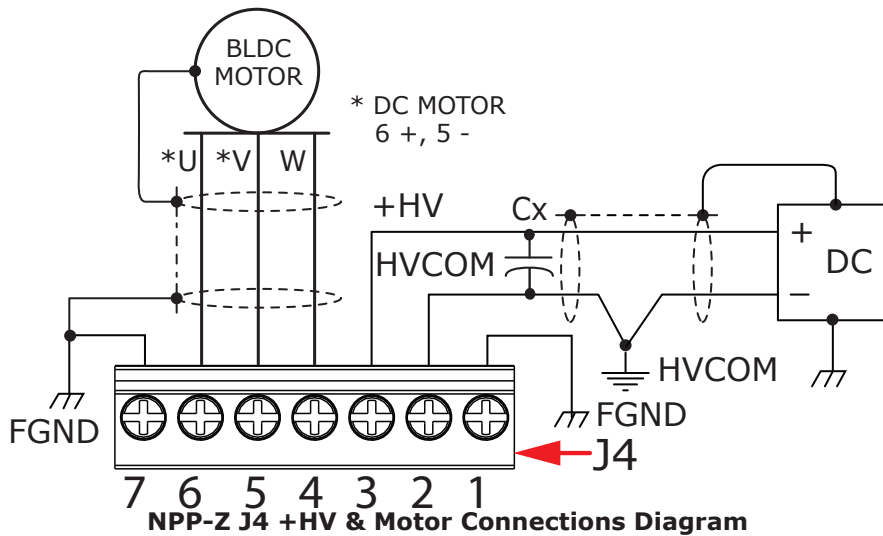 BLDC
MOTOR
* DC MOTOR
6 +, 5 -
*U *V W
+HV
Cx
HVCOM
+
DC
–
HVCOM
FGND
FGND
J4
7 6 5 4 3 2 1
NPP-Z J4 +HV & Motor Connections Diagram